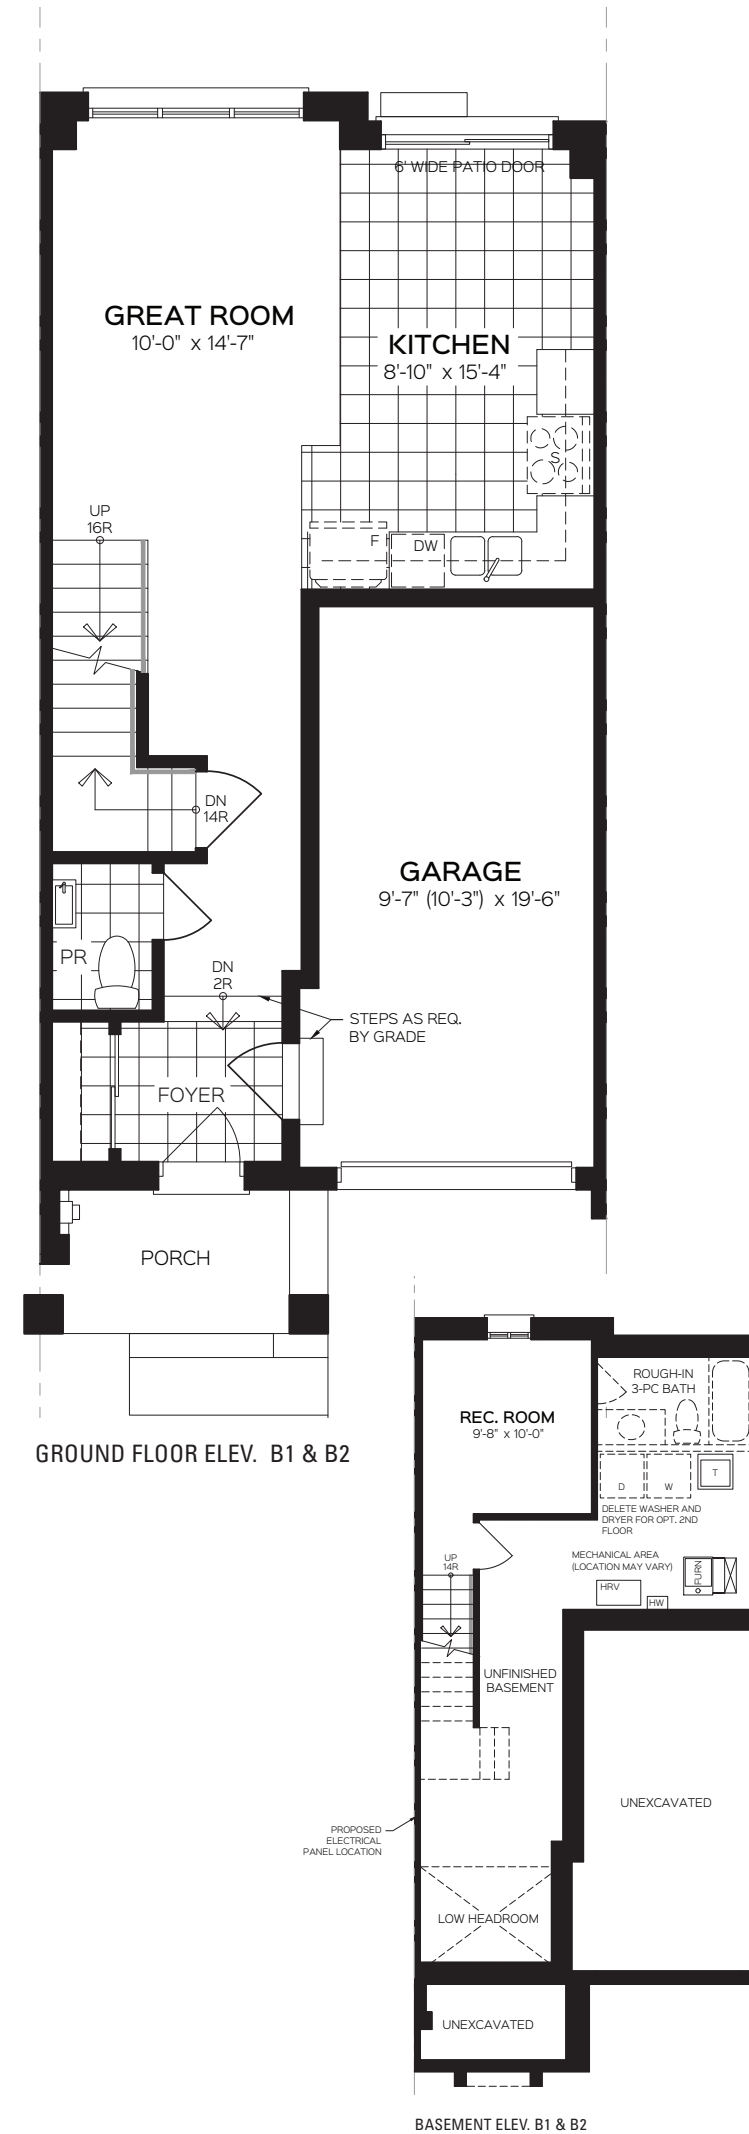 6' WIDE PATIO DOOR
GREAT ROOM
10'-0" x 14'-7"
KITCHEN
8'-10" x 15'-4"
S
UP
16R
F
DW
DN
14R
GARAGE
9'-7" (10'-3") x 19'-6"
PR
DN
2R
STEPS AS REQ.
BY GRADE
FOYER
PORCH
GROUND FLOOR ELEV. B1 & B2
ROUGH-IN
3-PC BATH
REC. ROOM
9'-8" x 10'-0"
D
W
T
DELETE WASHER AND
DRYER FOR OPT. 2ND
FLOOR
MECHANICAL AREA
(LOCATION MAY VARY)
UP
14R
FURN
HRV
HW
UNFINISHED
BASEMENT
UNEXCAVATED
PROPOSED
ELECTRICAL
PANEL LOCATION
LOW HEADROOM
UNEXCAVATED
BASEMENT ELEV. B1 & B2